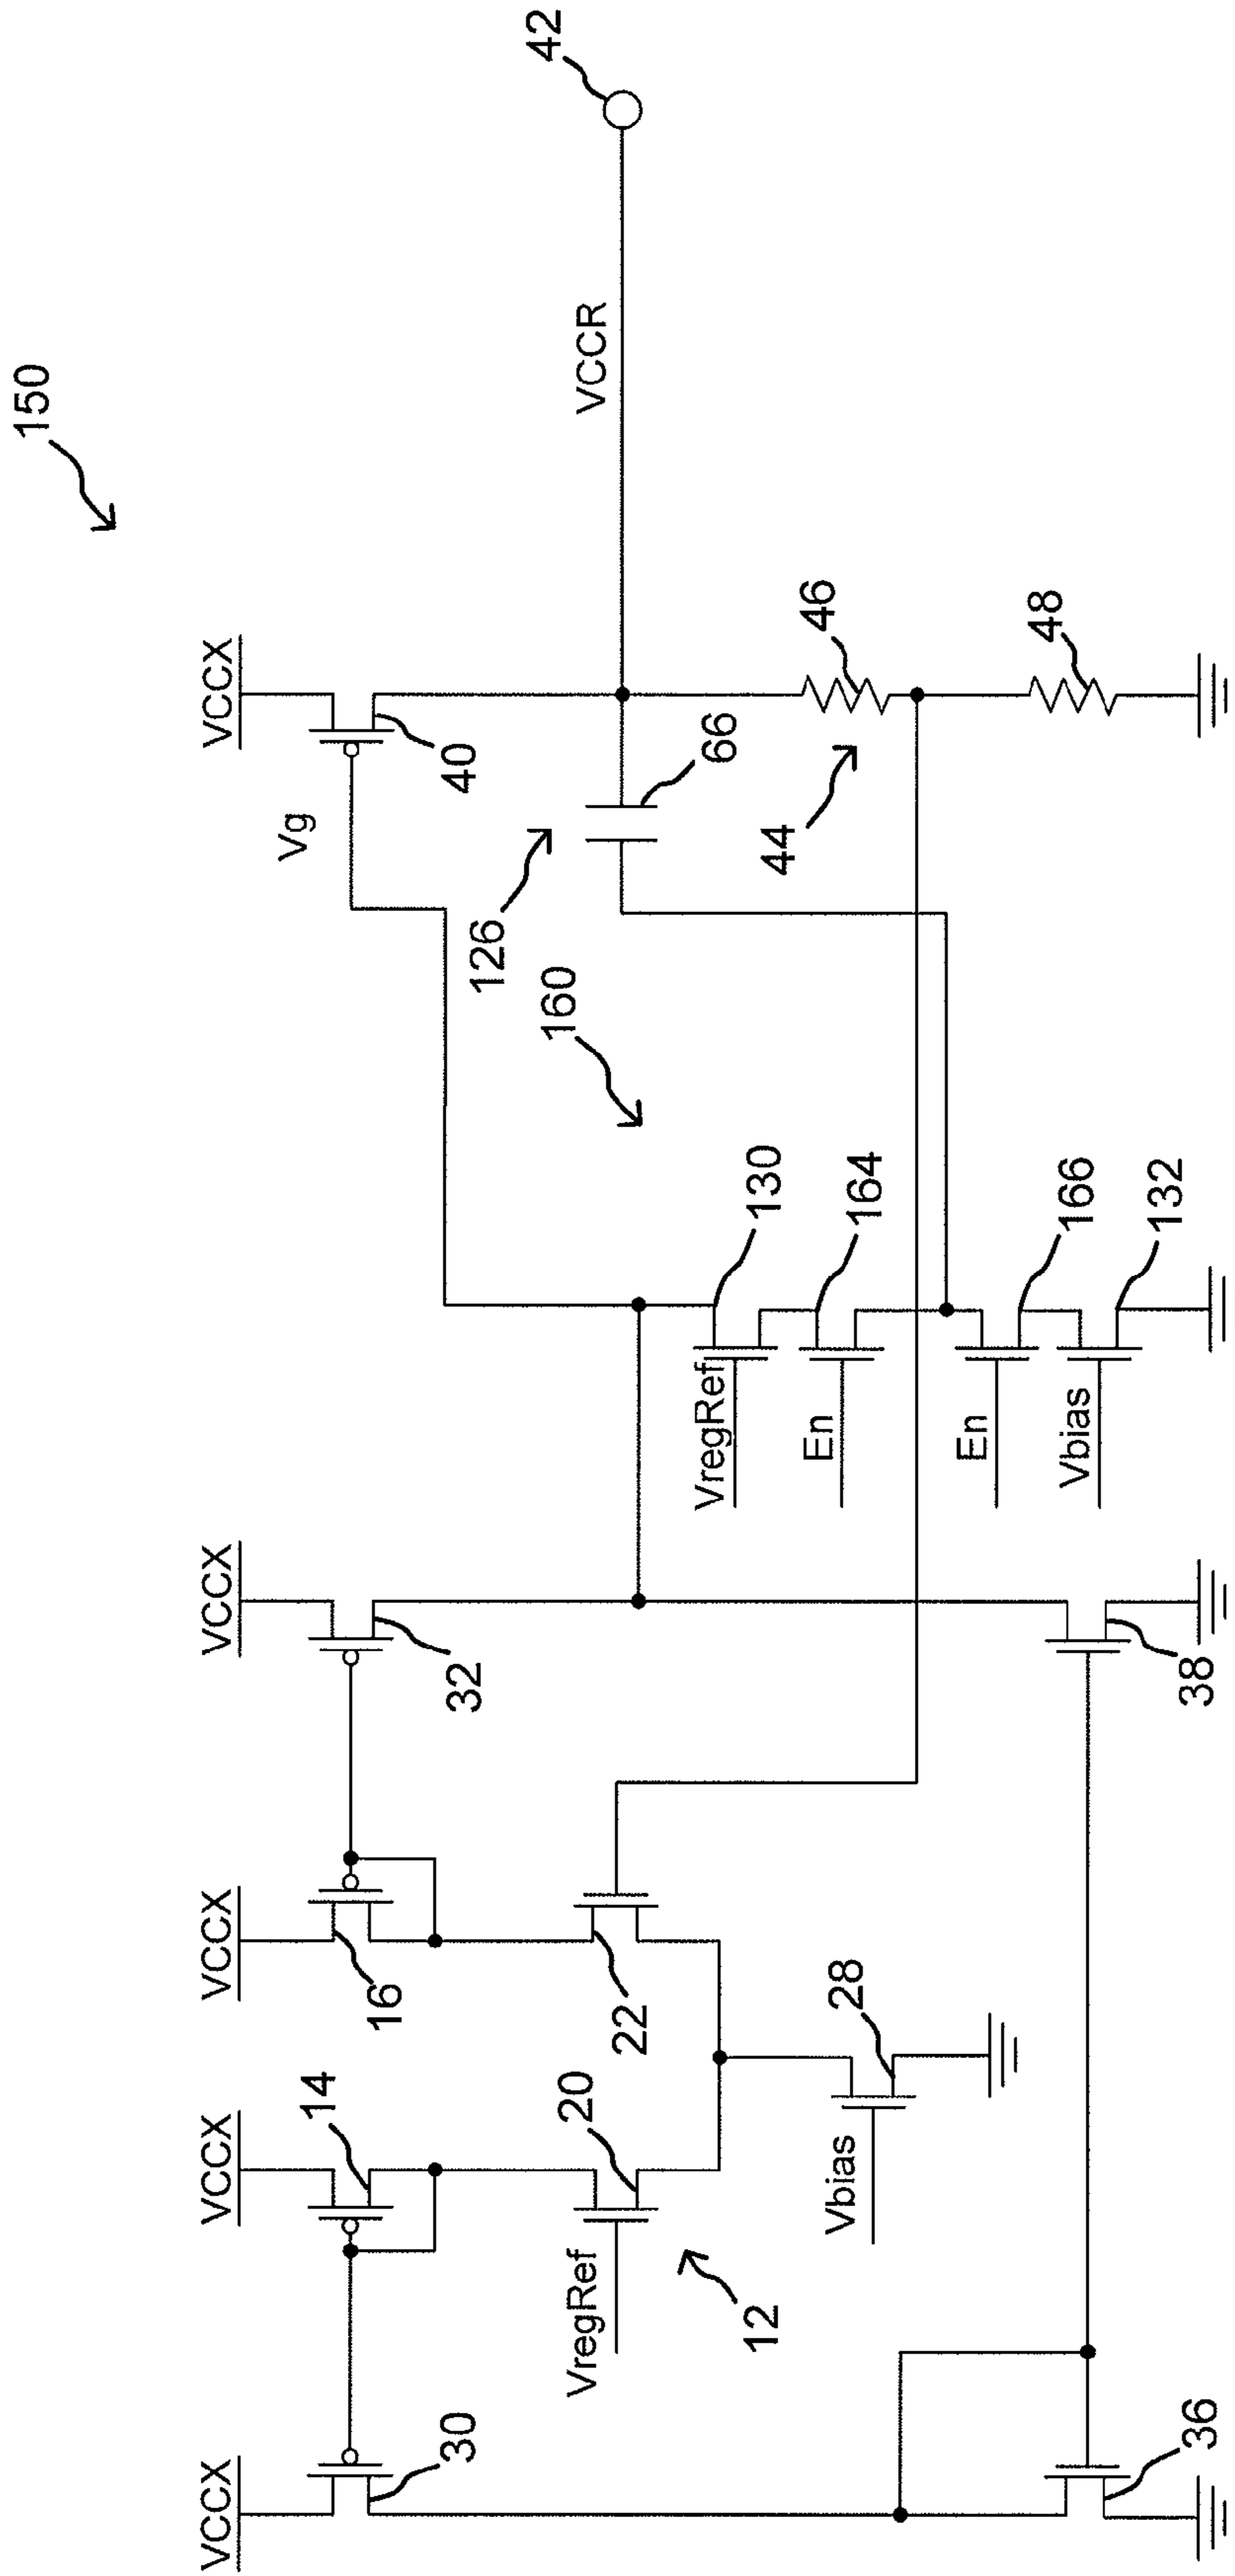 150
VCCX
VCCX
VCCX
VCCX
VCCX
30
14
16
32
Vg
40
VCCR
42
VregRef
20
22
12
Vbias
28
126
66
160
44
46
48
VregRef
130
En
164
En
166
Vbias
132
36
38